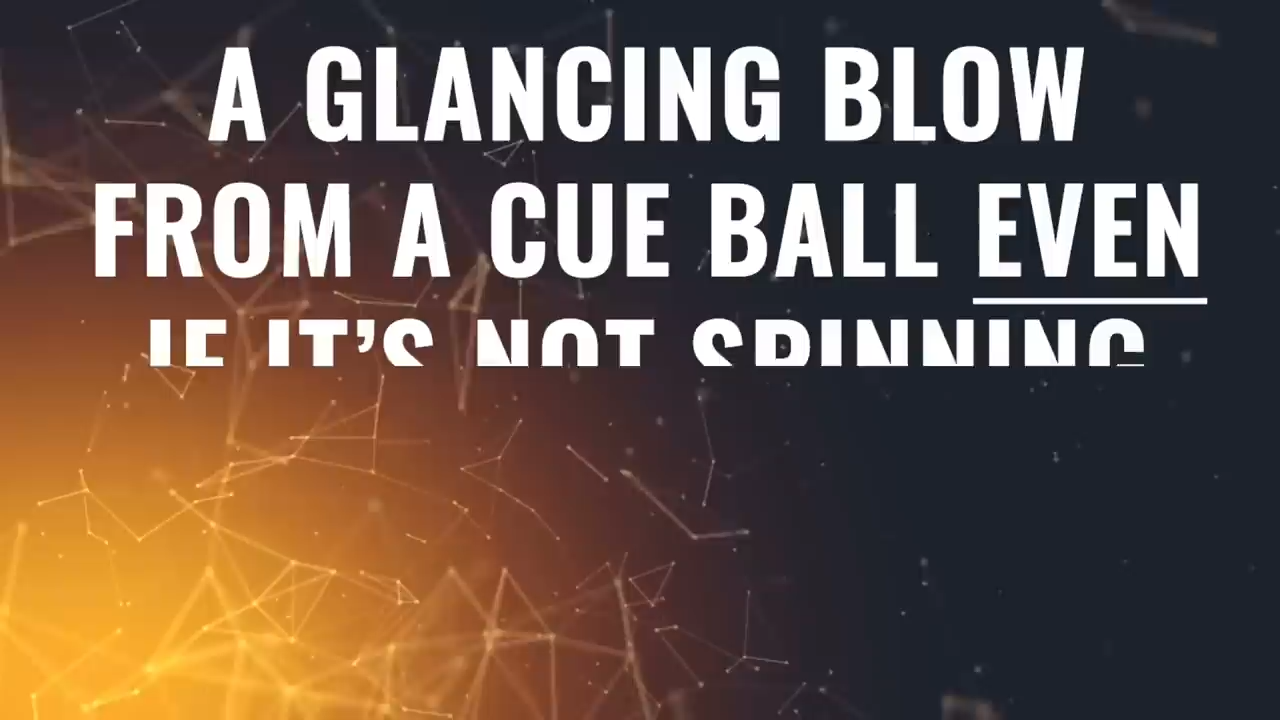 A GLANCING BLOW
FROM A CUE BALL EVEN
IF IT’S NOT SPINNING